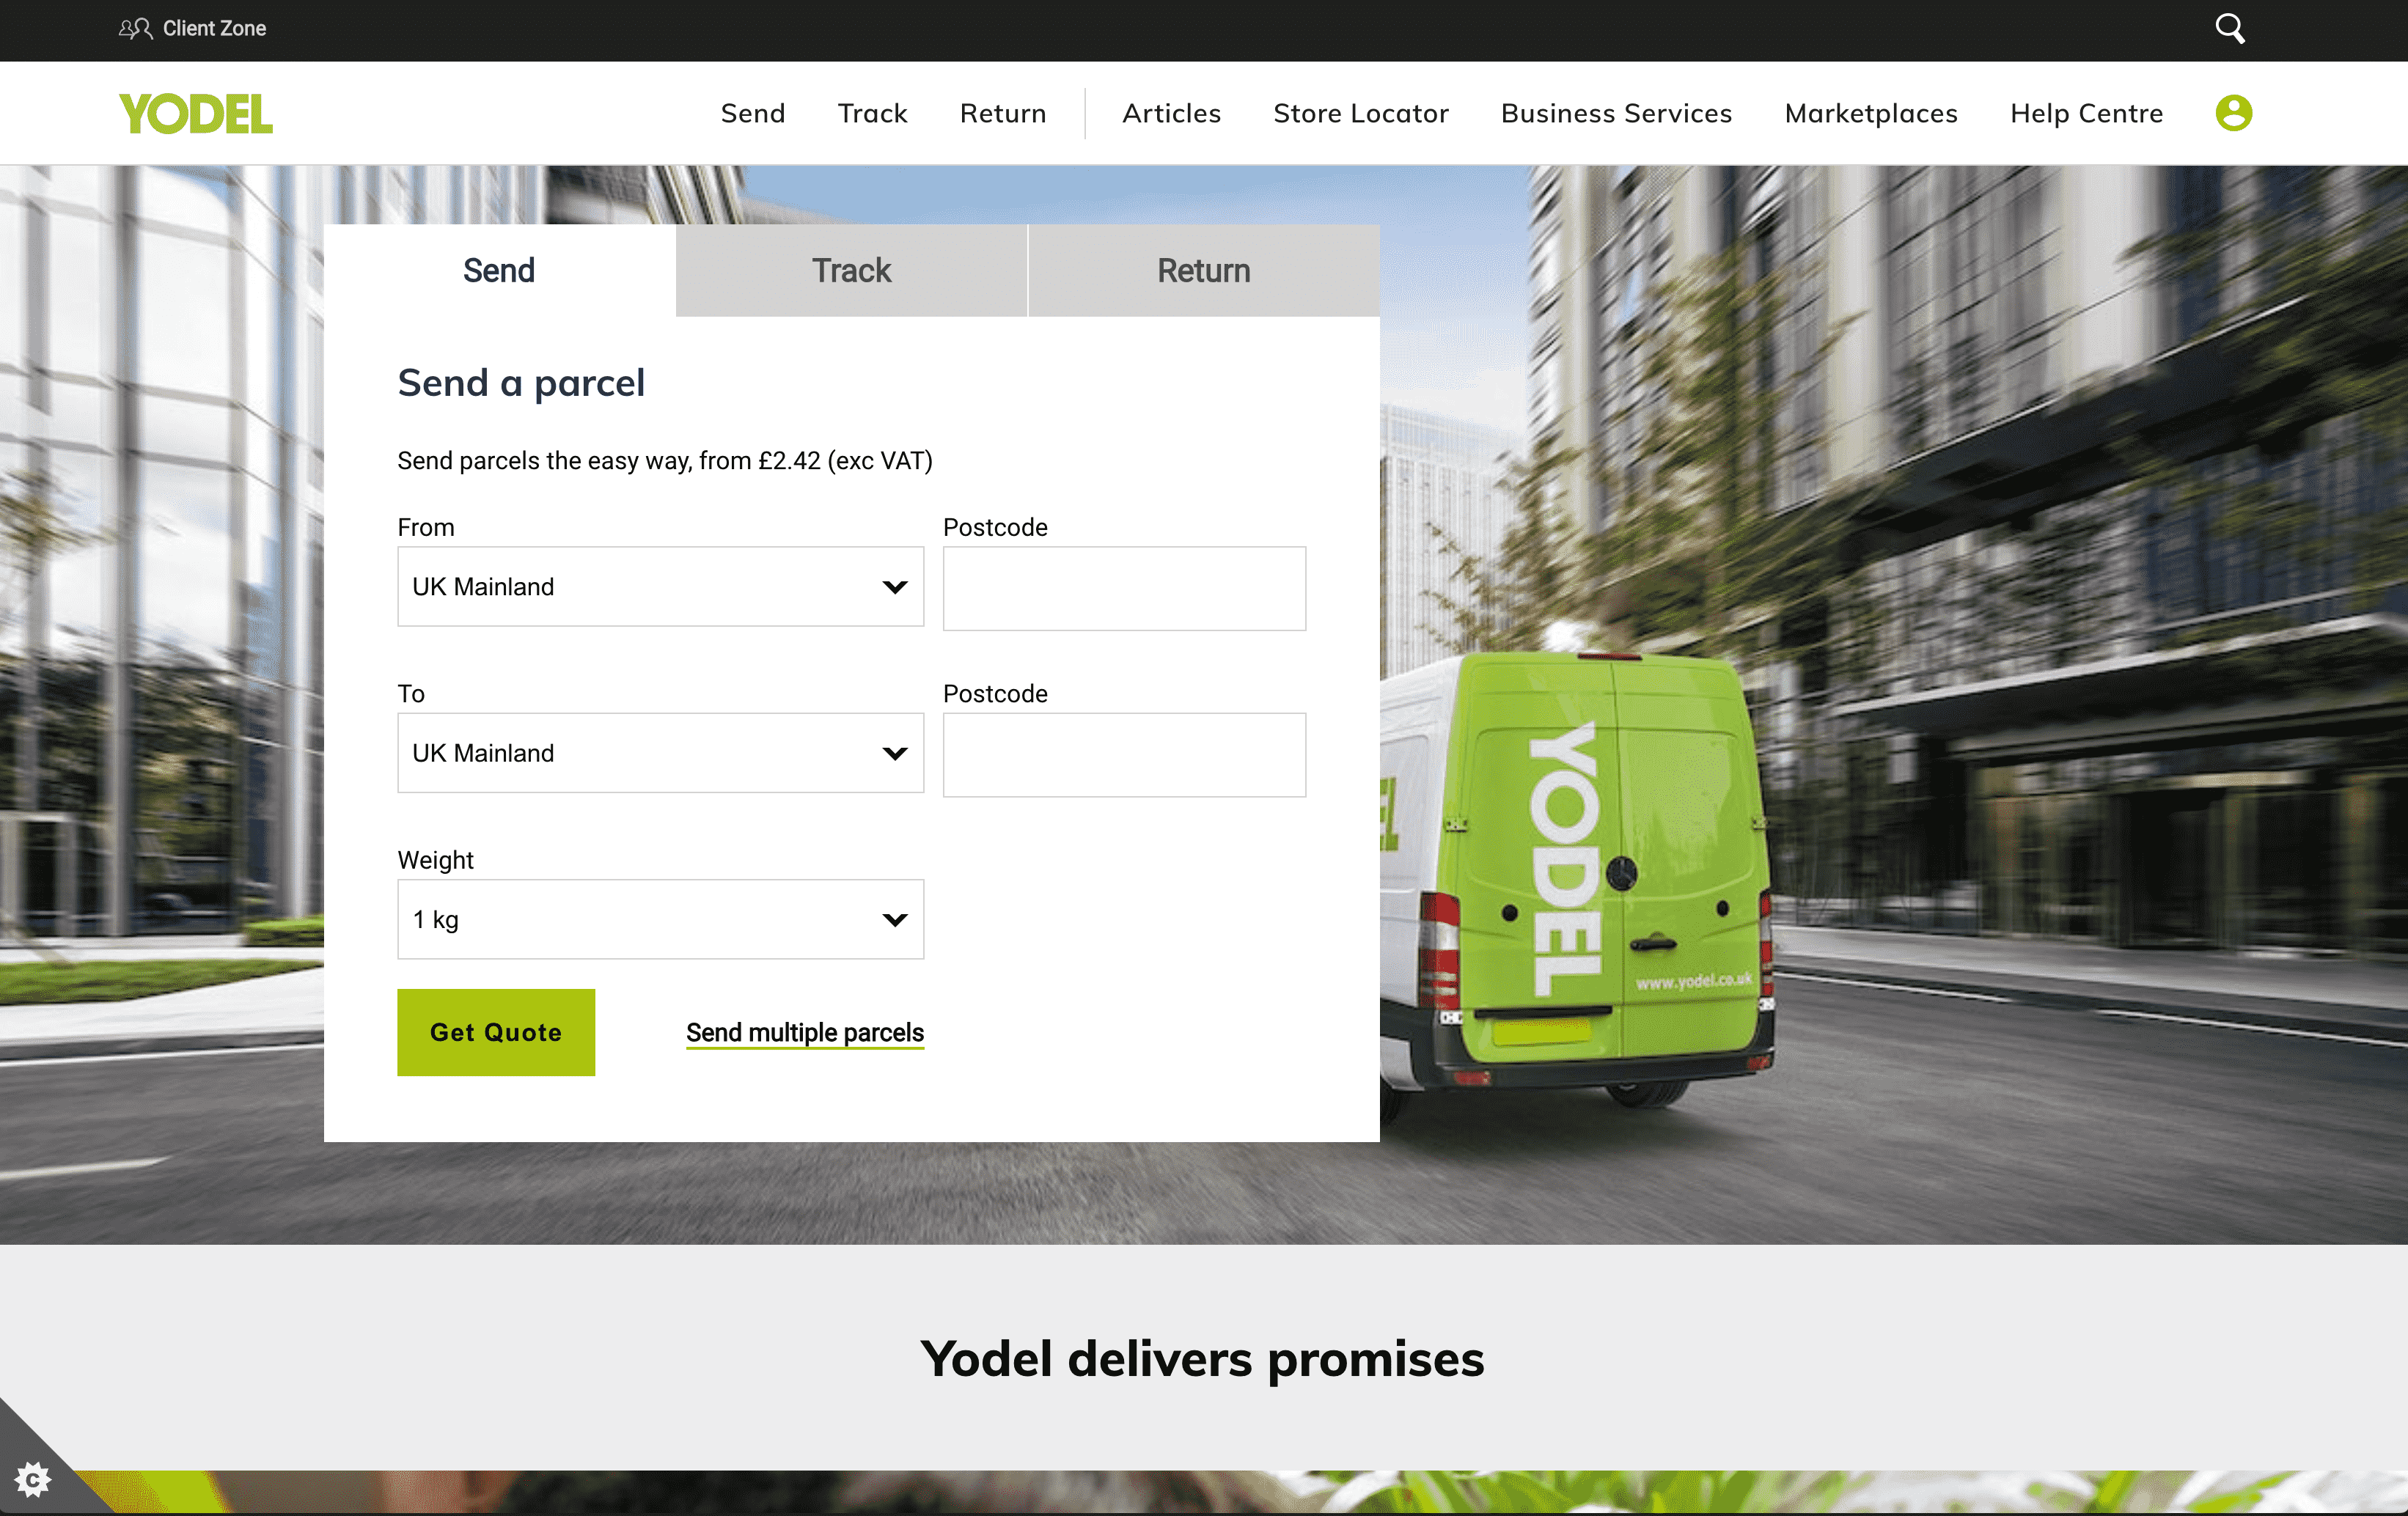 Client Zone
YODEL
Send
Track
Return
Articles
Store Locator
Business Services
Marketplaces
Help Centre
Send
Track
Return
Send a parcel
Send parcels the easy way, from £2.42 (exc VAT)
From
Postcode
UK Mainland
To
Postcode
UK Mainland
Weight
1 kg
Get Quote
Send multiple parcels
YODEL
www.yodel.co.uk
Yodel delivers promises
C